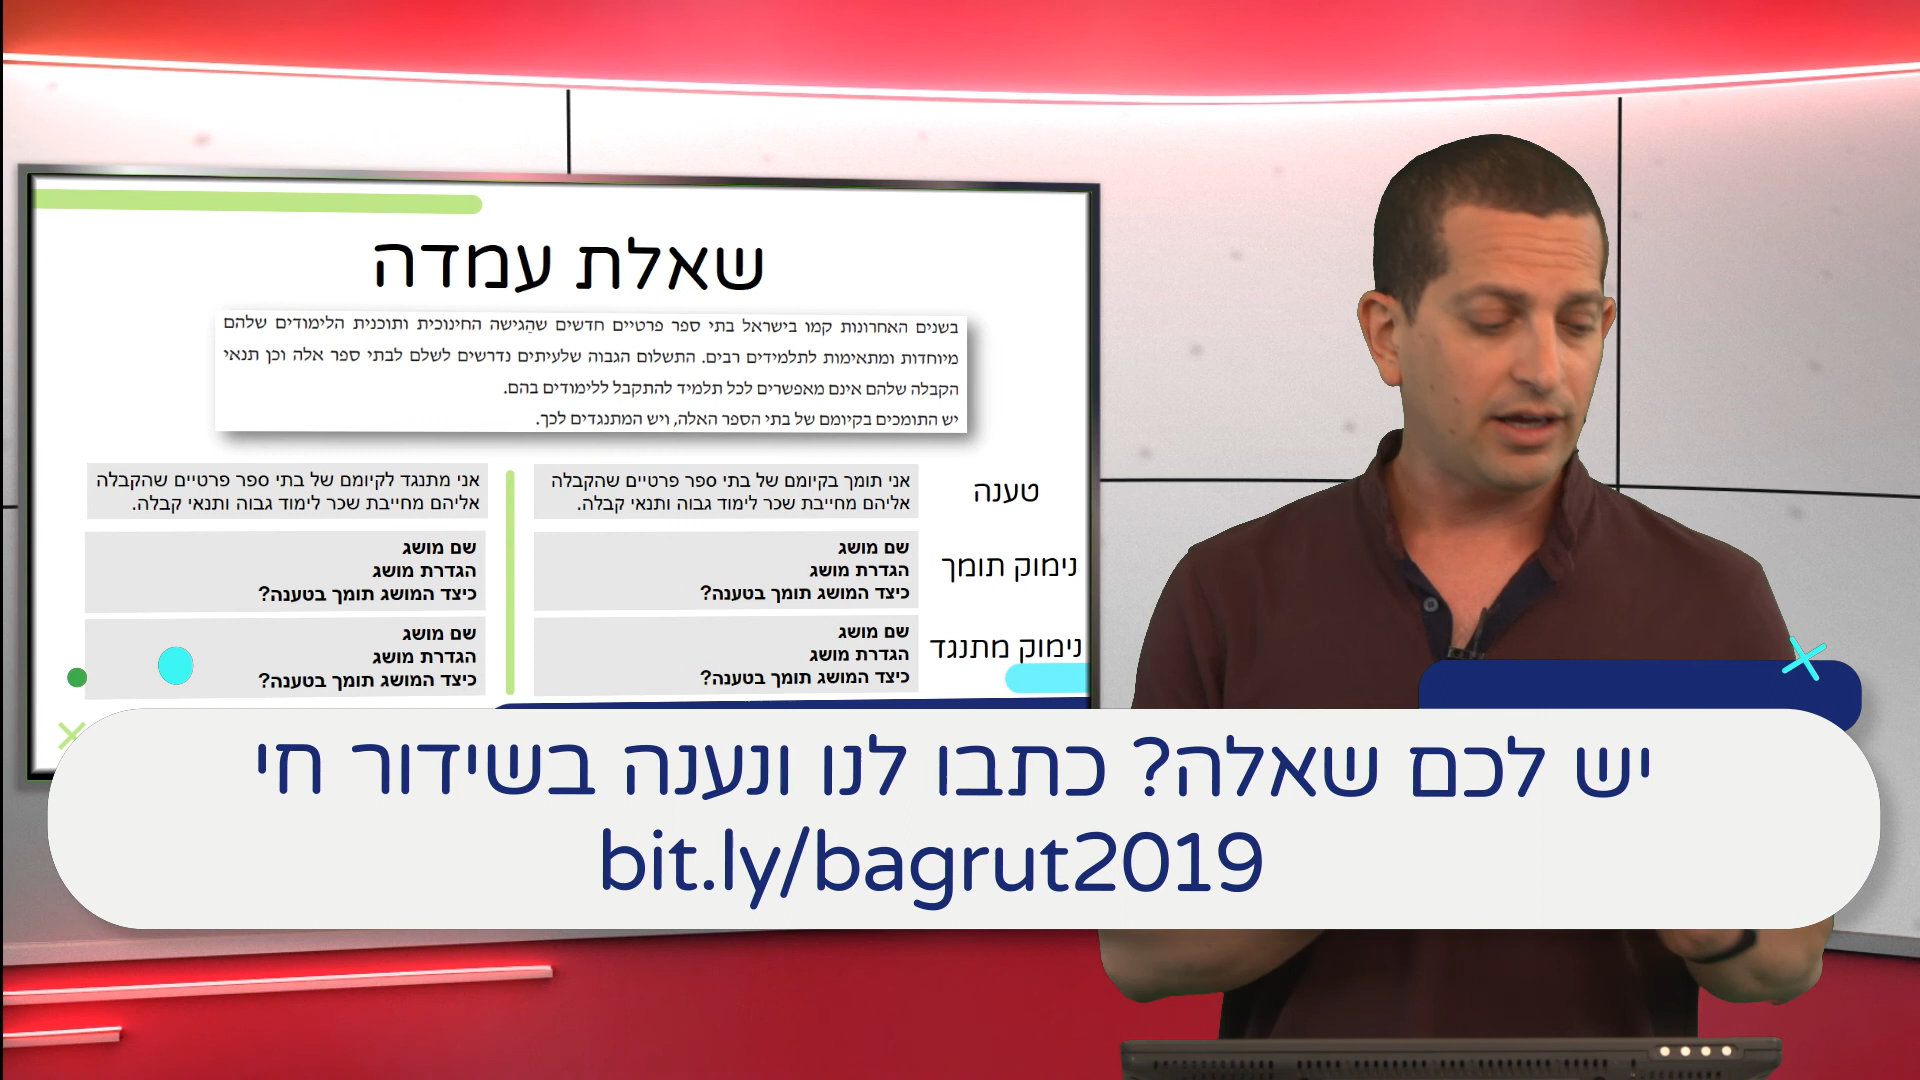 שאלת עמדה
בשנים האחרונות קמו בישראל בתי ספר פרטיים חדשים שהגישה החינוכית ותוכנית הלימודים שלהם
מיוחדות ומתאימות לתלמידים רבים. התשלום הגבוה שלעיתים נדרשים לשלם לבתי ספר אלה וכן תנאי
הקבלה שלהם אינם מאפשרים לכל תלמיד להתקבל ללימודים בהם.
יש התומכים בקיומם של בתי הספר האלה, ויש המתנגדים לכך.
טענה
אני תומך בקיומם של בתי ספר פרטיים שהקבלה
אליהם מחייבת שכר לימוד גבוה ותנאי קבלה.
אני מתנגד לקיומם של בתי ספר פרטיים שהקבלה
אליהם מחייבת שכר לימוד גבוה ותנאי קבלה.
נימוק תומך
שם מושג
הגדרת מושג
כיצד המושג תומך בטענה?
שם מושג
הגדרת מושג
כיצד המושג תומך בטענה?
נימוק מתנגד
שם מושג
הגדרת מושג
כיצד המושג תומך בטענה?
שם מושג
הגדרת מושג
כיצד המושג תומך בטענה?
יש לכם שאלה? כתבו לנו ונענה בשידור חי
bit.ly/bagrut2019